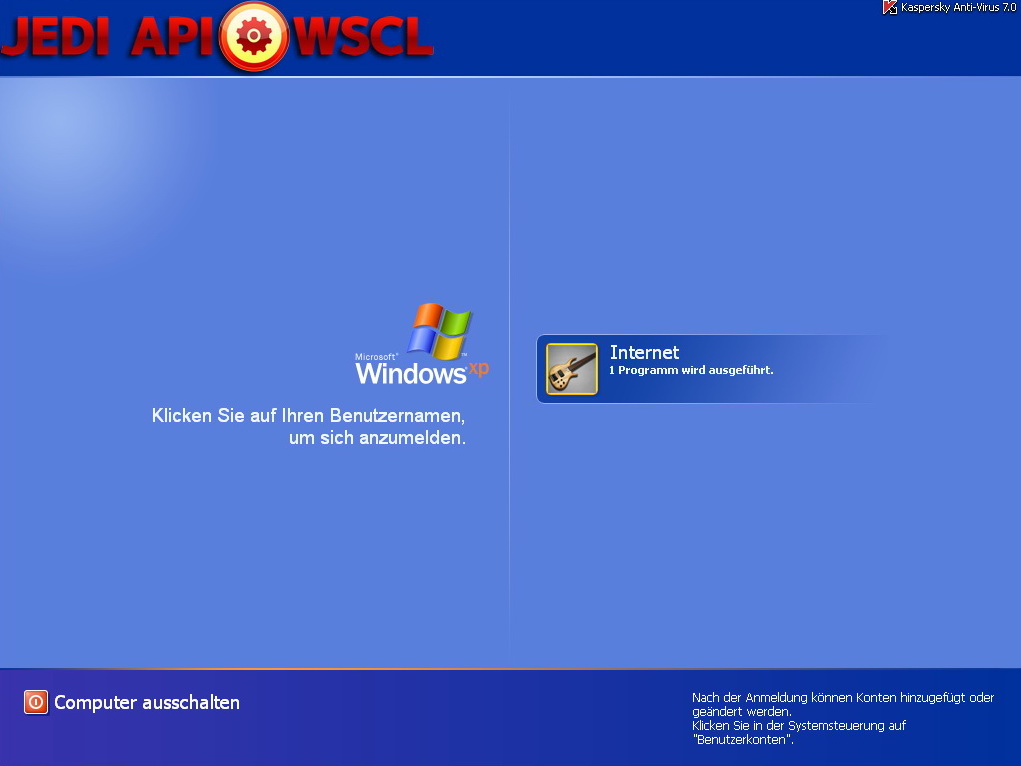 JEDI API WSCL
Kaspersky Anti-Virus 7.0
Microsoft®
Windows xp
™
Klicken Sie auf Ihren Benutzernamen,
um sich anzumelden.
Internet
1 Programm wird ausgeführt.
Computer ausschalten
Nach der Anmeldung können Konten hinzugefügt oder
geändert werden.
Klicken Sie in der Systemsteuerung auf
"Benutzerkonten".